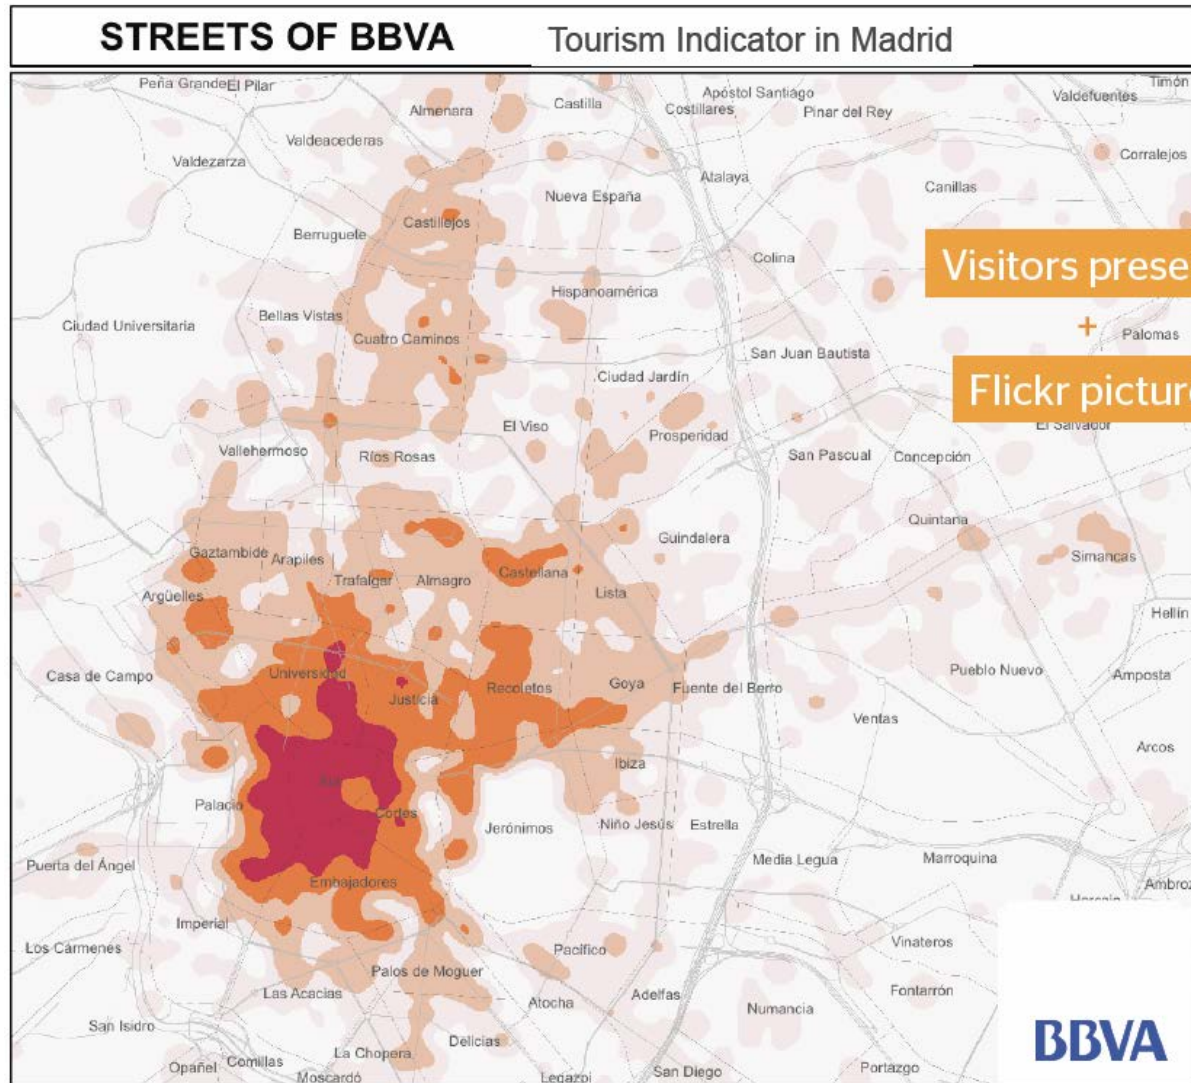 STREETS OF BBVA Tourism Indicator in Madrid
Peña Grande El Pilar
Timón
Almenara
Castilla
Apóstol Santiago
Costillares
Pinar del Rey
Valdefuentes
Valdeacederas
Valdezarza
Corralejos
Atalaya
Nueva España
Canillas
Castillejos
Berruguete
Colina
Visitors prese
Hispanoamérica
+
Bellas Vistas
Ciudad Universitaria
Cuatro Caminos
Palomas
San Juan Bautista
Ciudad Jardín
Flickr pictur
El Viso
El Salvador
Prosperidad
Vallehermoso
Ríos Rosas
San Pascual
Concepción
Quintana
Guindalera
Gaztambide
Arapiles
Simancas
Trafalgar
Almagro
Castellana
Argüelles
Lista
Hellín
Casa de Campo
Universidad
Justicia
Recoletos
Goya
Fuente del Berro
Pueblo Nuevo
Amposta
Ventas
Arcos
Ibiza
Sol
Palacio
Cortes
Jerónimos
Niño Jesús
Estrella
Puerta del Ángel
Media Legua
Marroquina
Embajadores
Ambroz
Imperial
Los Cármenes
Pacífico
Vinateros
Palos de Moguer
Las Acacias
Atocha
Adelfas
Numancia
Fontarrón
San Isidro
Opañel
Comillas
La Chopera
Delicias
Moscardó
Legazpi
San Diego
Portazgo
BBVA